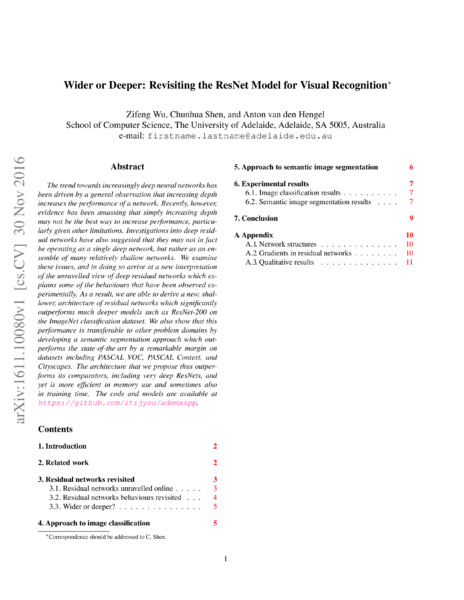 Wider or Deeper: Revisiting the ResNet Model for Visual Recognition*
Zifeng Wu, Chunhua Shen, and Anton van den Hengel
School of Computer Science, The University of Adelaide, Adelaide, SA 5005, Australia
e-mail: firstname.lastname@adelaide.edu.au
arXiv:1611.10080v1 [cs.CV] 30 Nov 2016
Abstract
The trend towards increasingly deep neural networks has
been driven by a general observation that increasing depth
increases the performance of a network. Recently, however,
evidence has been amassing that simply increasing depth
may not be the best way to increase performance, particu-
larly given other limitations. Investigations into deep resid-
ual networks have also suggested that they may not in fact
be operating as a single deep network, but rather as an en-
semble of many relatively shallow networks. We examine
these issues, and in doing so arrive at a new interpretation
of the unravelled view of deep residual networks which ex-
plains some of the behaviours that have been observed ex-
perimentally. As a result, we are able to derive a new, shal-
lower, architecture of residual networks which significantly
outperforms much deeper models such as ResNet-200 on
the ImageNet classification dataset. We also show that this
performance is transferable to other problem domains by
developing a semantic segmentation approach which out-
performs the state-of-the-art by a remarkable margin on
datasets including PASCAL VOC, PASCAL Context, and
Cityscapes. The architecture that we propose thus outper-
forms its comparators, including very deep ResNets, and
yet is more efficient in memory use and sometimes also
in training time. The code and models are available at
https://github.com/itijyou/ademxapp.
Contents
1. Introduction 2
2. Related work 2
3. Residual networks revisited 3
3.1. Residual networks unravelled online . . . . . 3
3.2. Residual networks behaviours revisited . . . 4
3.3. Wider or deeper? . . . . . . . . . . . . . . . 5
4. Approach to image classification 5
*Correspondence should be addressed to C. Shen.
5. Approach to semantic image segmentation 6
6. Experimental results 7
6.1. Image classification results . . . . . . . . . . 7
6.2. Semantic image segmentation results . . . . 7
7. Conclusion 9
A Appendix 10
A.1 Network structures . . . . . . . . . . . . . . 10
A.2 Gradients in residual networks . . . . . . . . 10
A.3 Qualitative results . . . . . . . . . . . . . . 11
1